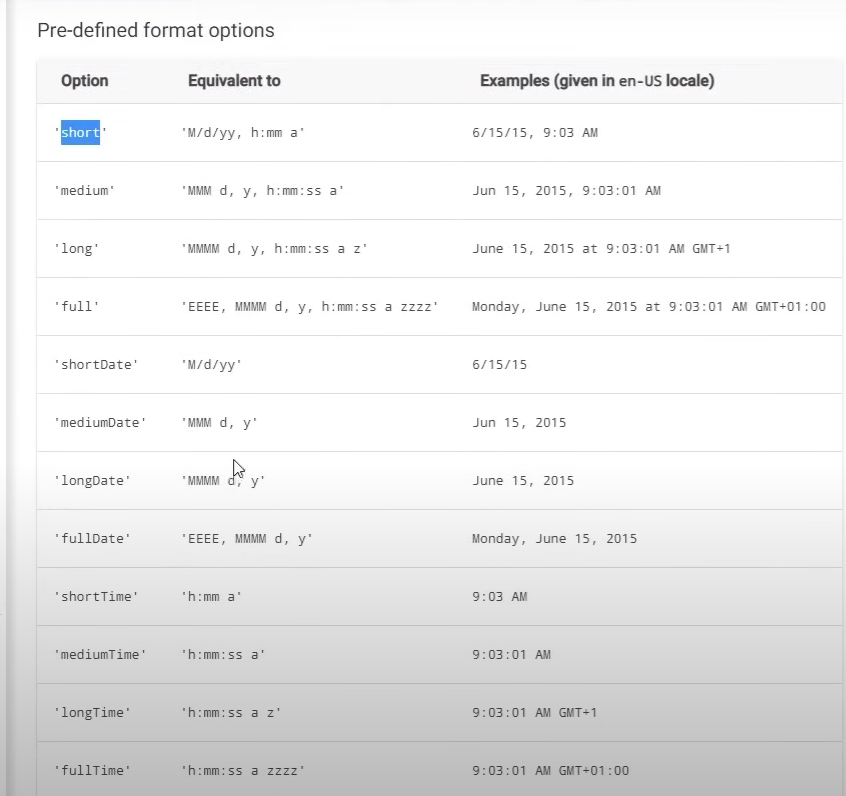 Pre-defined format options
Option Equivalent to Examples (given in en-US locale)
'short' 'M/d/yy, h:mm a' 6/15/15, 9:03 AM
'medium' 'MMM d, y, h:mm:ss a' Jun 15, 2015, 9:03:01 AM
'long' 'MMMM d, y, h:mm:ss a z' June 15, 2015 at 9:03:01 AM GMT+1
'full' 'EEEE, MMMM d, y, h:mm:ss a zzzz' Monday, June 15, 2015 at 9:03:01 AM GMT+01:00
'shortDate' 'M/d/yy' 6/15/15
'mediumDate' 'MMM d, y' Jun 15, 2015
'longDate' 'MMMM d, y' June 15, 2015
'fullDate' 'EEEE, MMMM d, y' Monday, June 15, 2015
'shortTime' 'h:mm a' 9:03 AM
'mediumTime' 'h:mm:ss a' 9:03:01 AM
'longTime' 'h:mm:ss a z' 9:03:01 AM GMT+1
'fullTime' 'h:mm:ss a zzzz' 9:03:01 AM GMT+01:00